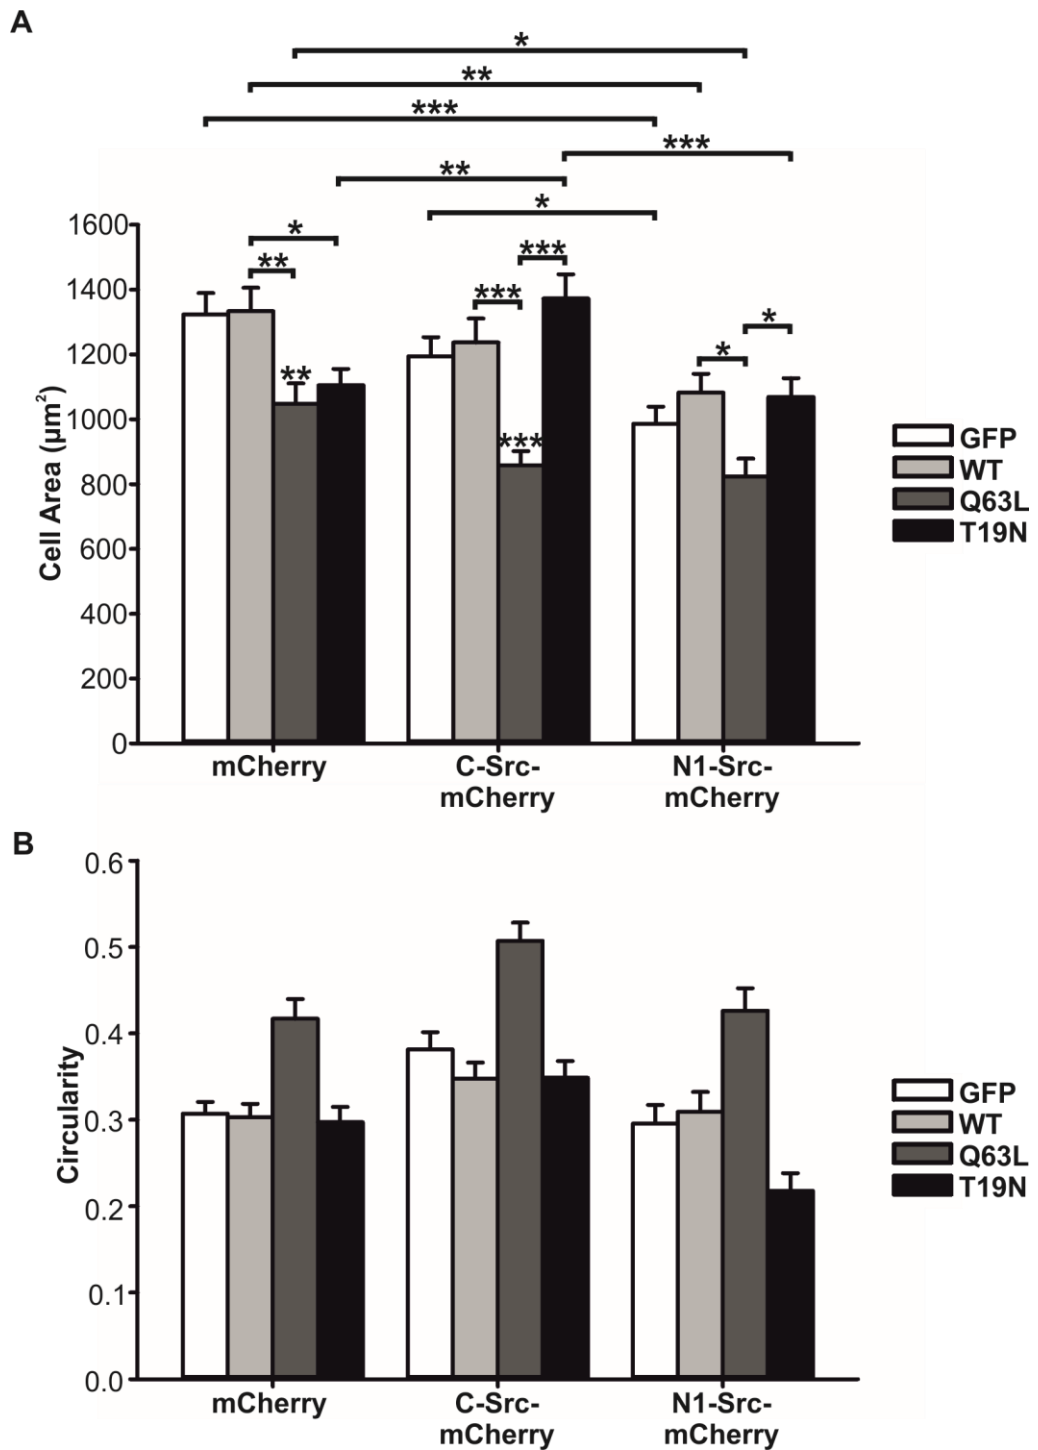 A
*
**
***
***
**
*
1600
*
***
**
1400
***
*
*
1200
**
1000
***
800
600
400
200
0
Cell Area (µm²)
GFP
WT
Q63L
T19N
mCherry
C-Src-
mCherry
N1-Src-
mCherry
B
0.6
0.5
0.4
0.3
0.2
0.1
0.0
Circularity
GFP
WT
Q63L
T19N
mCherry
C-Src-
mCherry
N1-Src-
mCherry